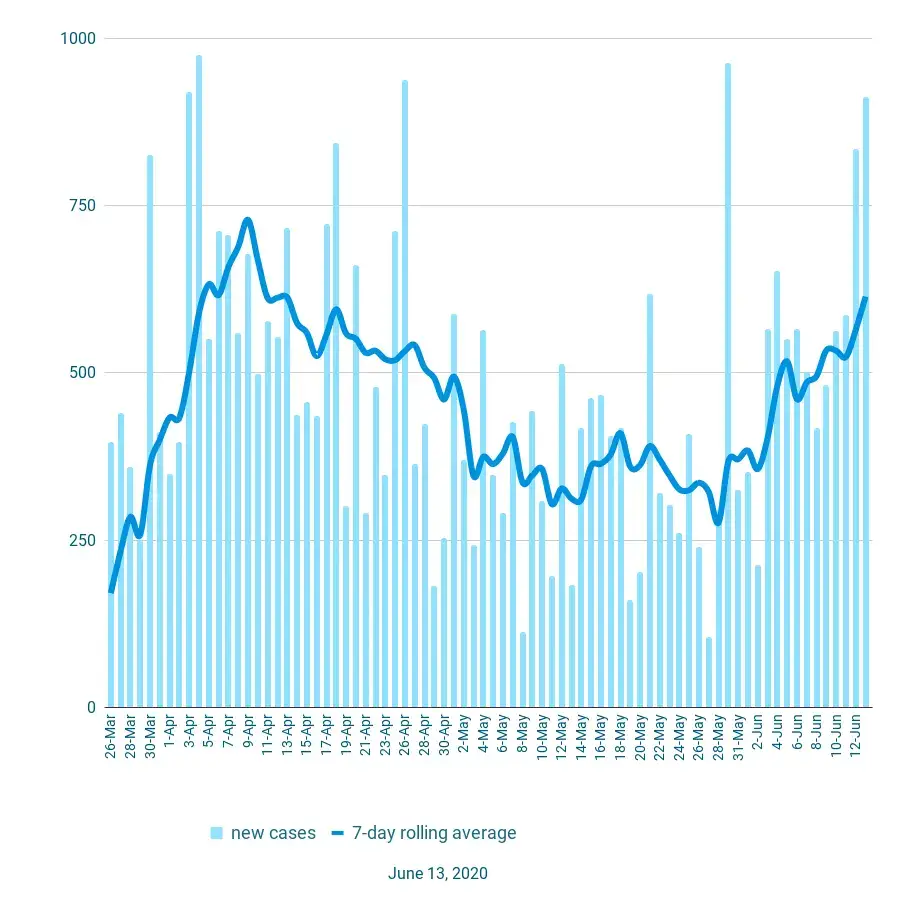 1000
750
500
250
0
26-Mar
28-Mar
30-Mar
1-Apr
3-Apr
5-Apr
7-Apr
9-Apr
11-Apr
13-Apr
15-Apr
17-Apr
19-Apr
21-Apr
23-Apr
26-Apr
28-Apr
30-Apr
2-May
4-May
6-May
8-May
10-May
12-May
14-May
16-May
18-May
20-May
22-May
24-May
26-May
28-May
31-May
2-Jun
4-Jun
6-Jun
8-Jun
10-Jun
12-Jun
new cases 7-day rolling average
June 13, 2020